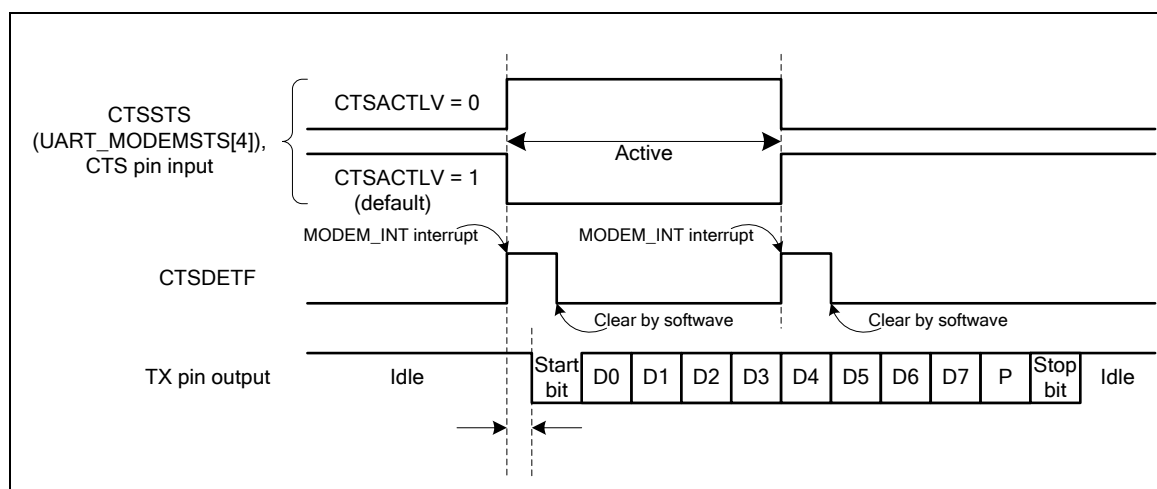 CTSSTS
(UART_MODEMSTS[4]),
CTS pin input
CTSACTLV = 0
Active
CTSACTLV = 1
(default)
MODEM_INT interrupt
MODEM_INT interrupt
CTSDETF
Clear by softwave
Clear by softwave
TX pin output
Idle
Start
bit
D0
D1
D2
D3
D4
D5
D6
D7
P
Stop
bit
Idle